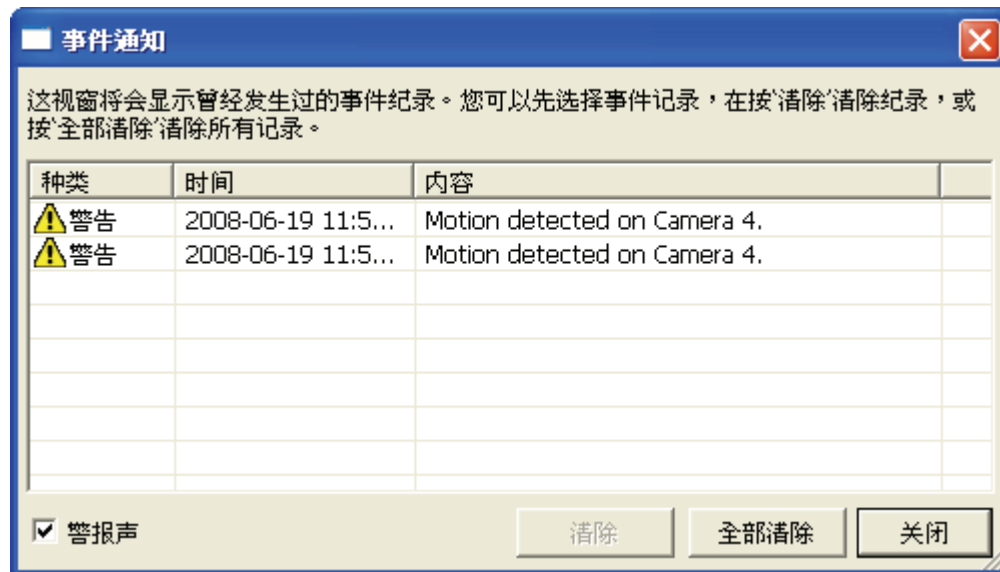 事件通知
这视窗将会显示曾经发生过的事件纪录。您可以先选择事件记录，在按`清除´清除纪录，或
按`全部清除´清除所有记录。
种类 时间 内容
警告 2008-06-19 11:5... Motion detected on Camera 4.
警告 2008-06-19 11:5... Motion detected on Camera 4.
警报声 清除 全部清除 关闭